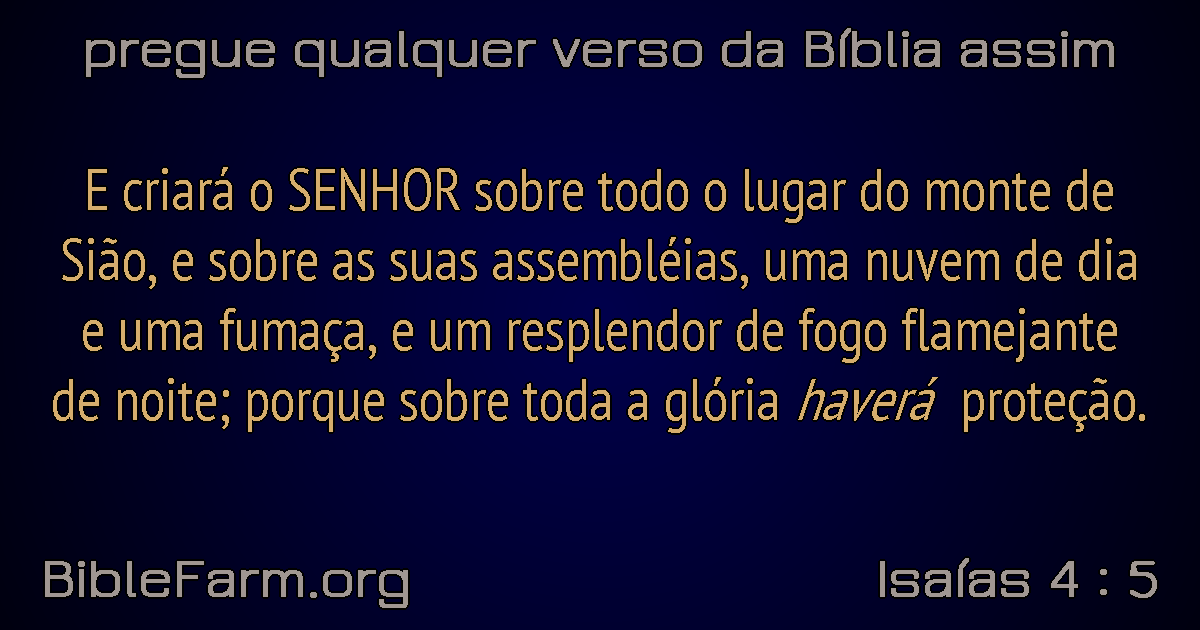 pregue qualquer verso da Bíblia assim
E criará o SENHOR sobre todo o lugar do monte de
Sião, e sobre as suas assembléias, uma nuvem de dia
e uma fumaça, e um resplendor de fogo flamejante
de noite; porque sobre toda a glória haverá proteção.
BibleFarm.org
Isaías 4 : 5